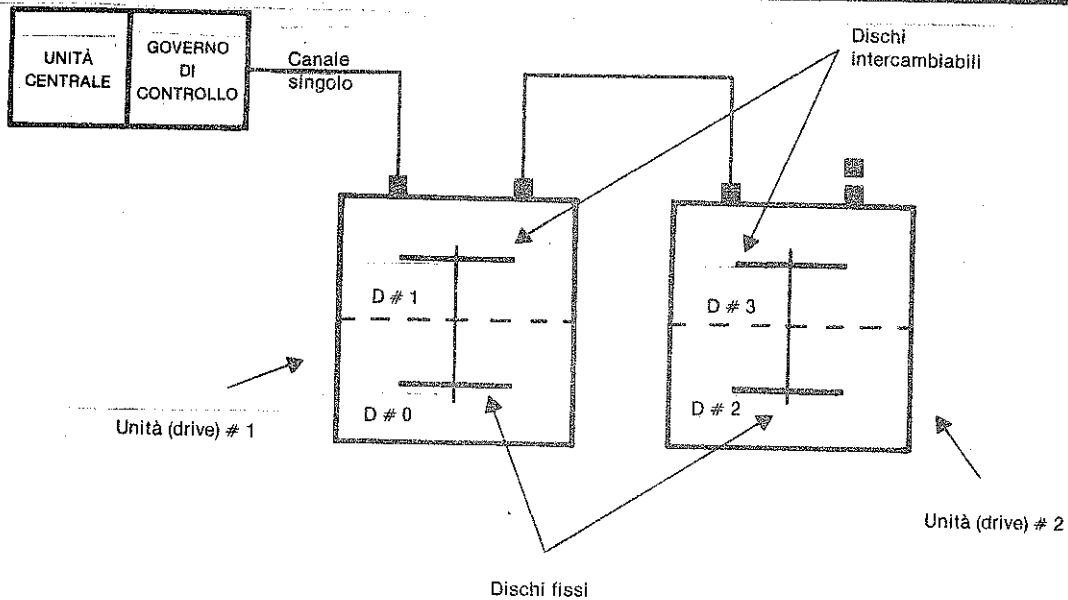 UNITÀ
CENTRALE
GOVERNO
DI
CONTROLLO
Canale
singolo
Dischi
intercambiabili
D # 1
D # 3
D # 0
D # 2
Unità (drive) # 1
Unità (drive) # 2
Dischi fissi